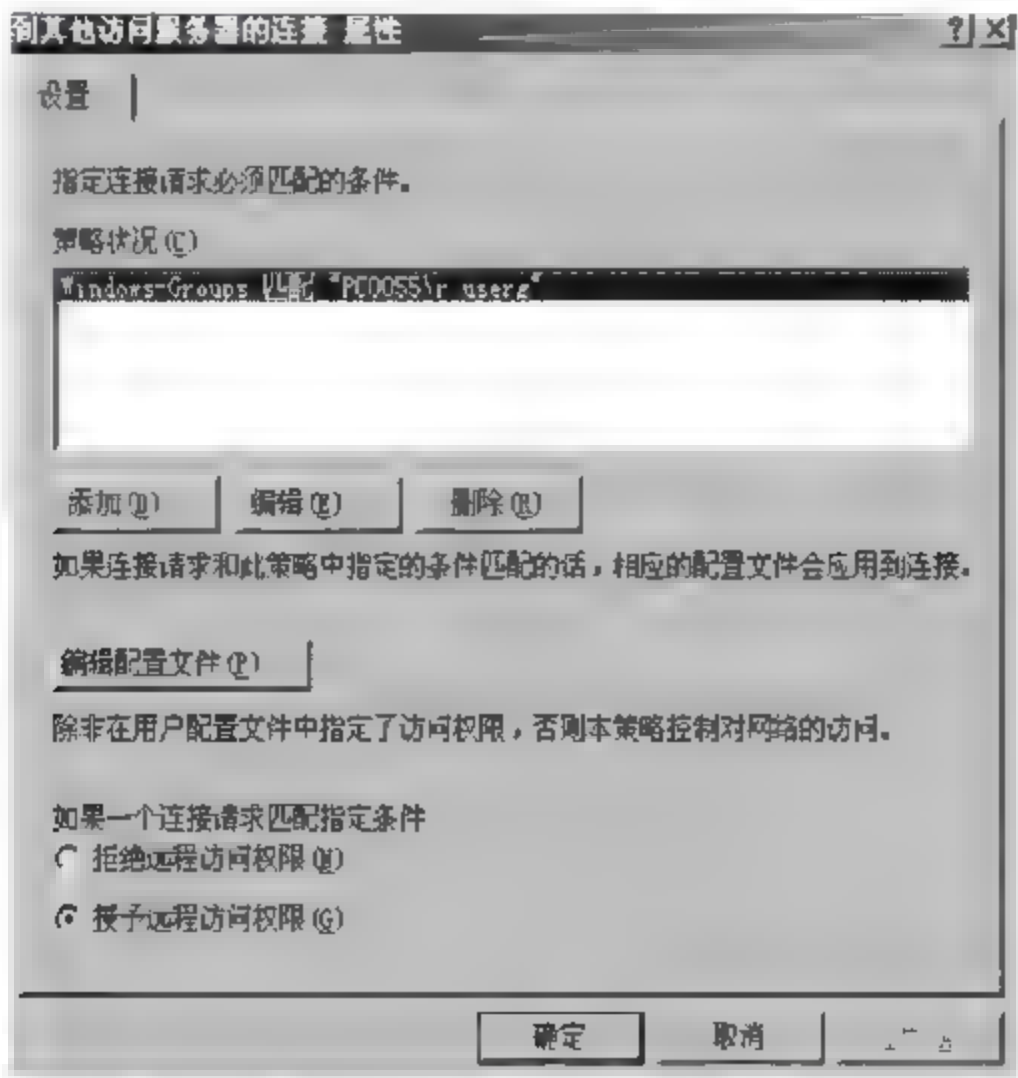 到其他访问服务器的连接 属性
设置
指定连接请求必须匹配的条件。
策略状况(C)
Windows-Groups 匹配 "PC0055\r_userg"
添加(D)
编辑(E)
删除(R)
如果连接请求和此策略中指定的条件匹配的话，相应的配置文件会应用到连接。
编辑配置文件(P)
除非在用户配置文件中指定了访问权限，否则本策略控制对网络的访问。
如果一个连接请求匹配指定条件
拒绝远程访问权限(N)
授予远程访问权限(G)
确定
取消